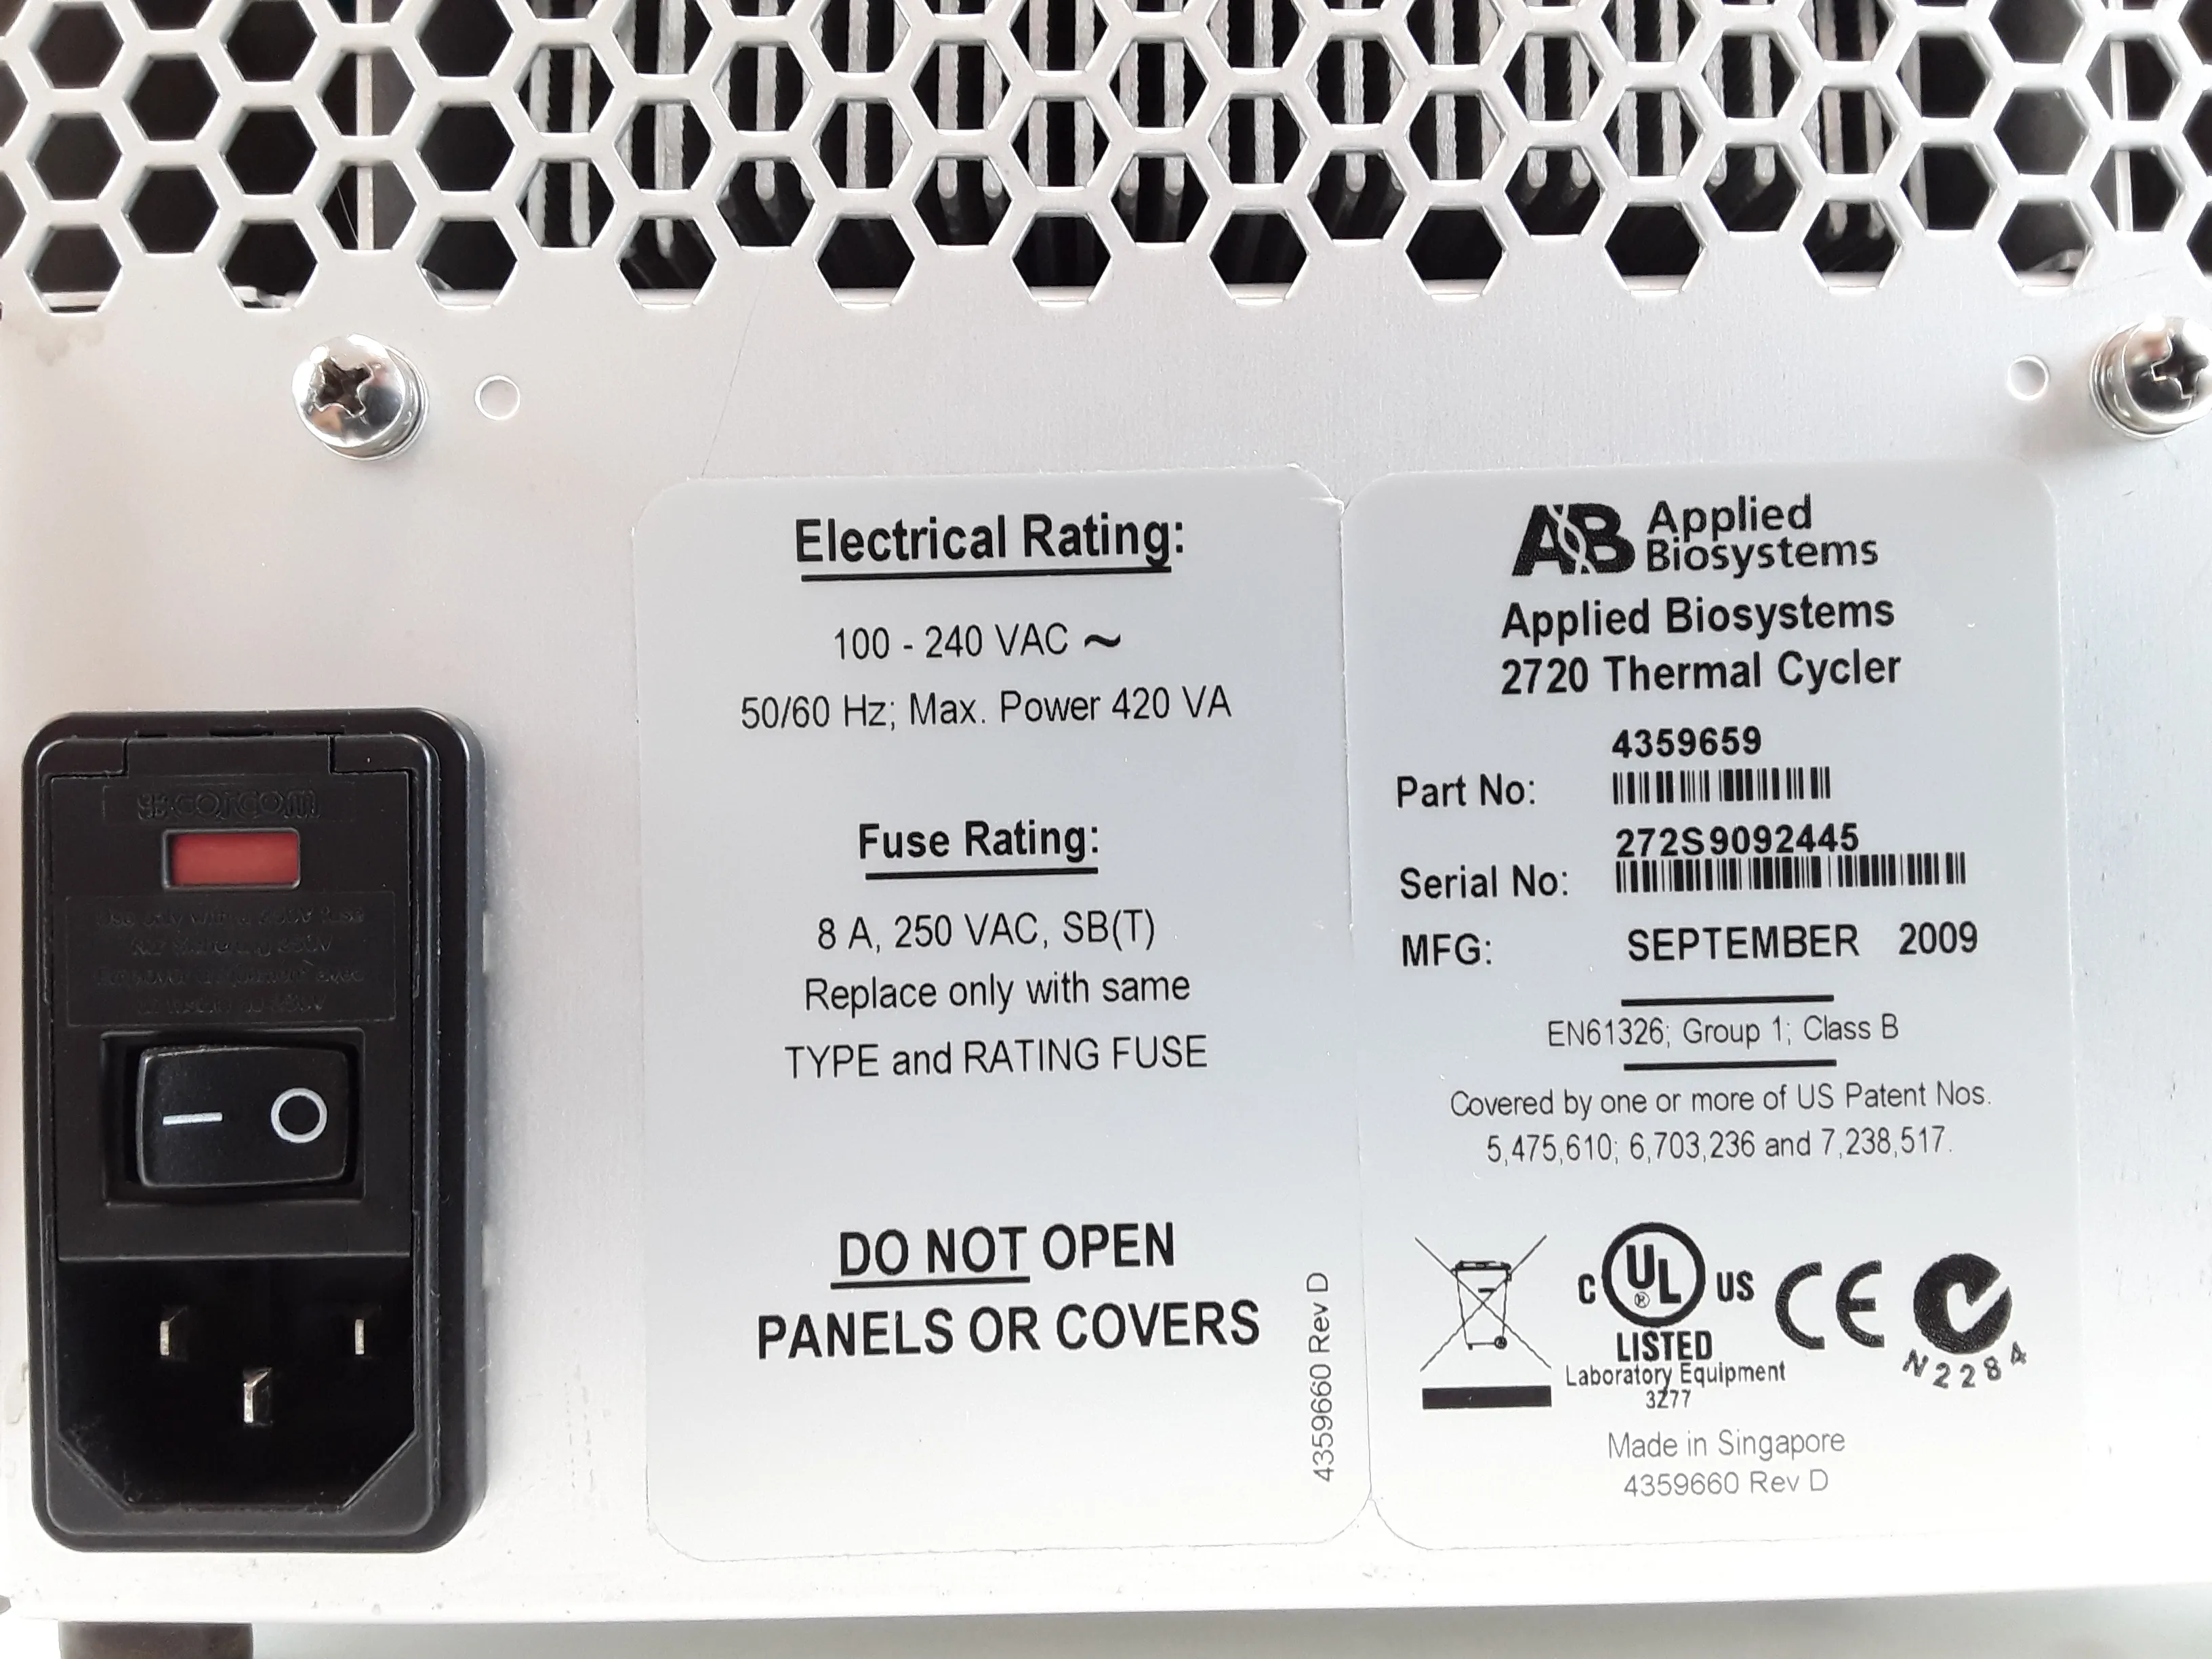 corcom
Electrical Rating:
100 - 240 VAC ~
50/60 Hz; Max. Power 420 VA
Fuse Rating:
8 A, 250 VAC, SB(T)
Replace only with same
TYPE and RATING FUSE
DO NOT OPEN
PANELS OR COVERS
4359660 Rev D
AB Applied
Biosystems
Applied Biosystems
2720 Thermal Cycler
4359659
Part No:
272S9092445
Serial No:
MFG: SEPTEMBER 2009
EN61326; Group 1; Class B
Covered by one or more of US Patent Nos.
5,475,610; 6,703,236 and 7,238,517.
C UL ® US CE
LISTED
Laboratory Equipment
3Z77
N2284
Made in Singapore
4359660 Rev D